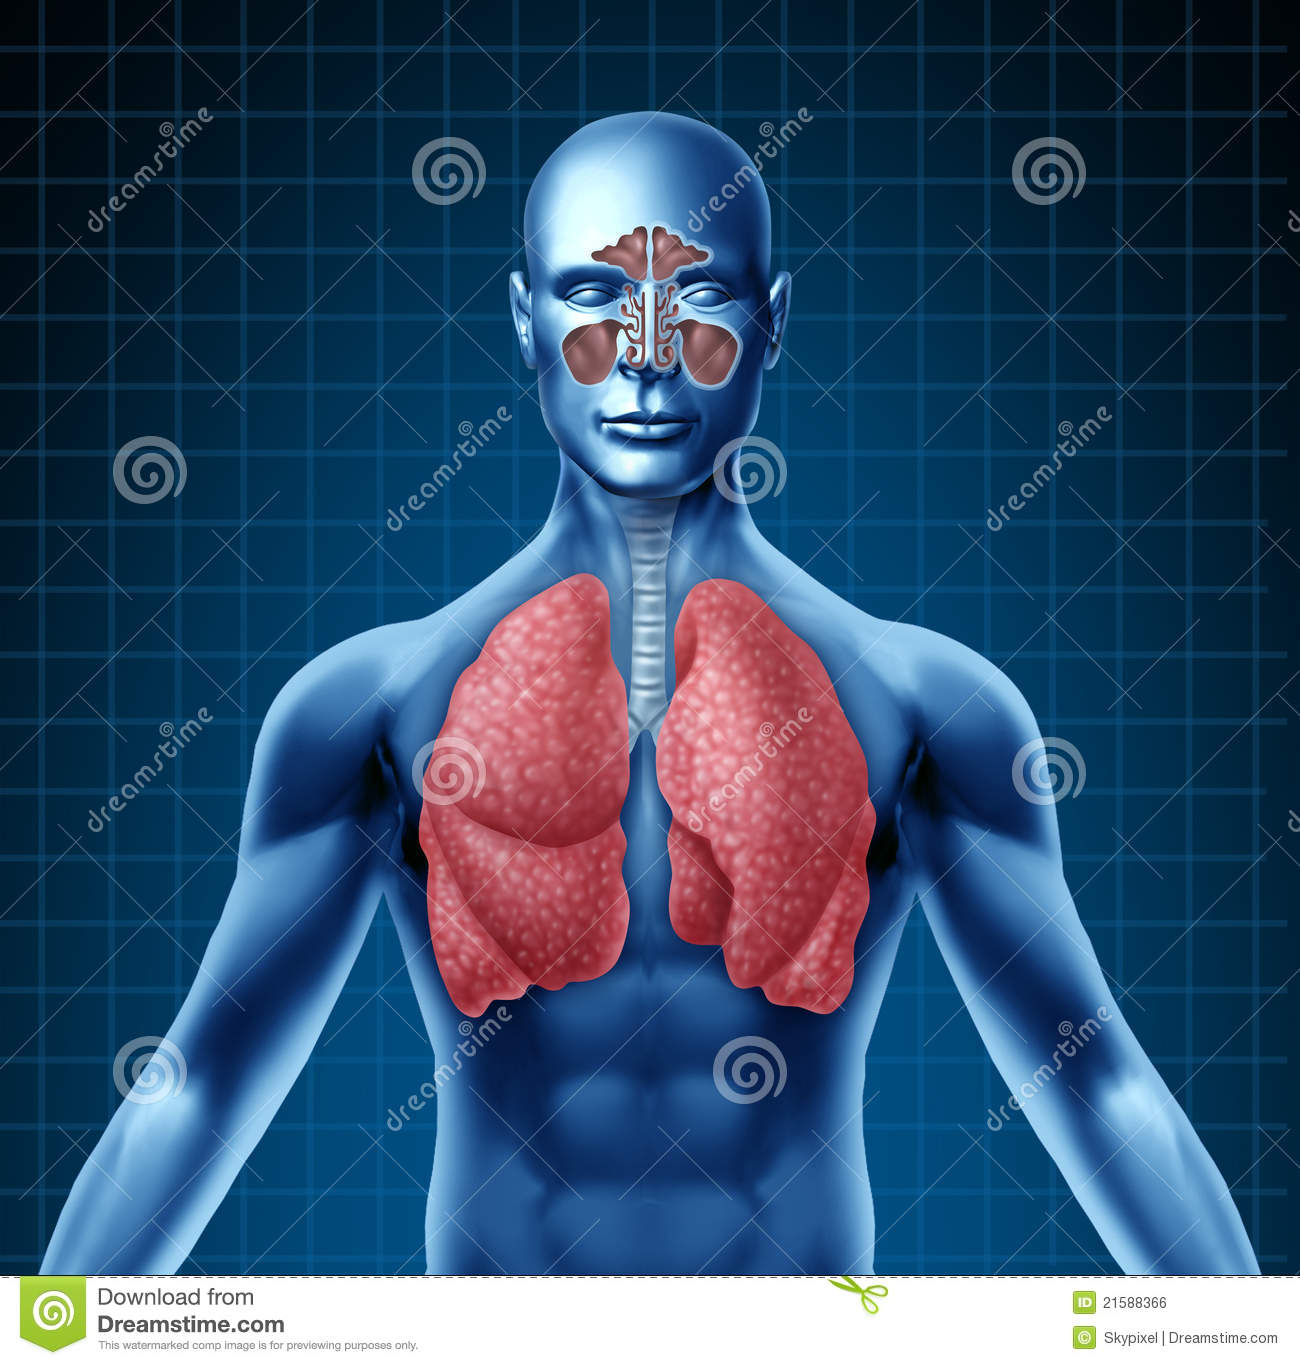 dreamstime
dreamstime
dreamstime
dreamstime
dreamstime
dreamstime
dreamstime
dreamstime
dreamstime
Download from
Dreamstime.com
This watermarked comp image is for previewing purposes only.
ID 21588366
© Skypixel | Dreamstime.com